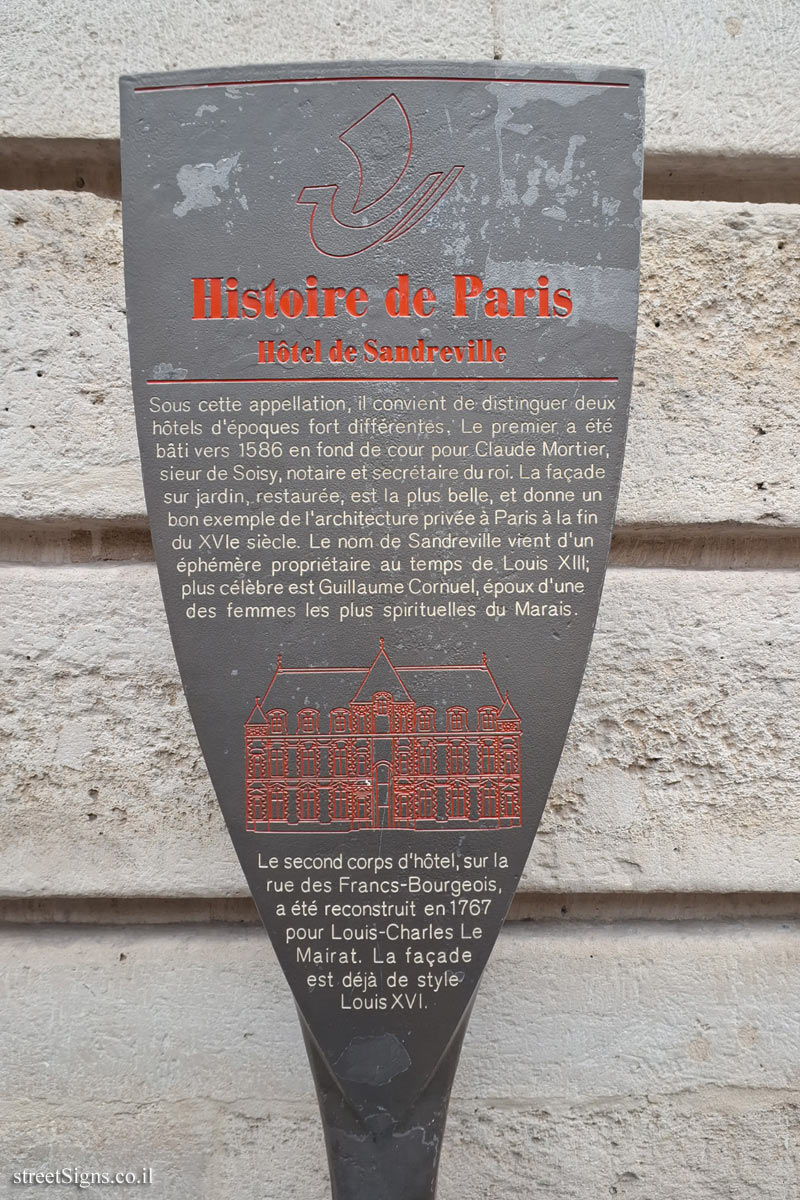 Histoire de Paris
Hôtel de Sandreville
Sous cette appellation, il convient de distinguer deux
hôtels d'époques fort différentes. Le premier a été
bâti vers 1586 en fond de cour pour Claude Mortier,
sieur de Soisy, notaire et secrétaire du roi. La façade
sur jardin, restaurée, est la plus belle, et donne un
bon exemple de l'architecture privée à Paris à la fin
du XVIe siècle. Le nom de Sandreville vient d'un
éphémère propriétaire au temps de Louis XIII;
plus célèbre est Guillaume Cornuel, époux d'une
des femmes les plus spirituelles du Marais.
Le second corps d'hôtel, sur la
rue des Francs-Bourgeois,
a été reconstruit en 1767
pour Louis-Charles Le
Mairat. La façade
est déjà de style
Louis XVI.
streetSigns.co.il